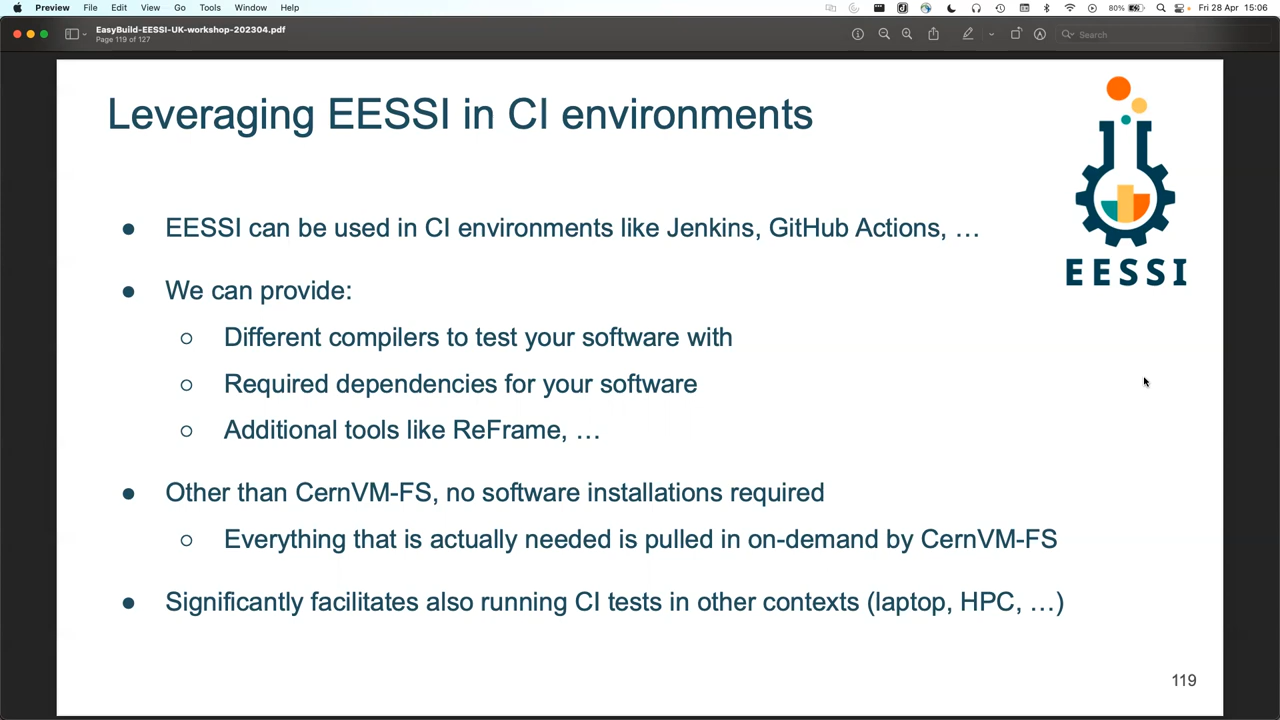 Preview File Edit View Go Tools Window Help 80% Fri 28 Apr 15:06
EasyBuild-EESSI-UK-workshop-202304.pdf
Page 119 of 127
Search
Leveraging EESSI in CI environments
EESSI
● EESSI can be used in CI environments like Jenkins, GitHub Actions, …
● We can provide:
○ Different compilers to test your software with
○ Required dependencies for your software
○ Additional tools like ReFrame, …
● Other than CernVM-FS, no software installations required
○ Everything that is actually needed is pulled in on-demand by CernVM-FS
● Significantly facilitates also running CI tests in other contexts (laptop, HPC, …)
119